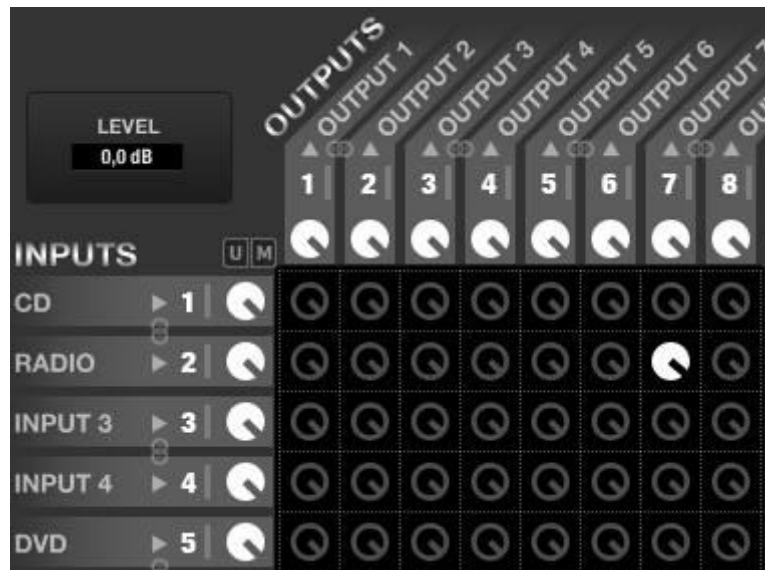 LEVEL
0,0 dB
OUTPUTS
OUTPUT 1
OUTPUT 2
OUTPUT 3
OUTPUT 4
OUTPUT 5
OUTPUT 6
OUTPUT 7
1 2 3 4 5 6 7 8
INPUTS U M
CD 1
RADIO 2
INPUT 3 3
INPUT 4 4
DVD 5